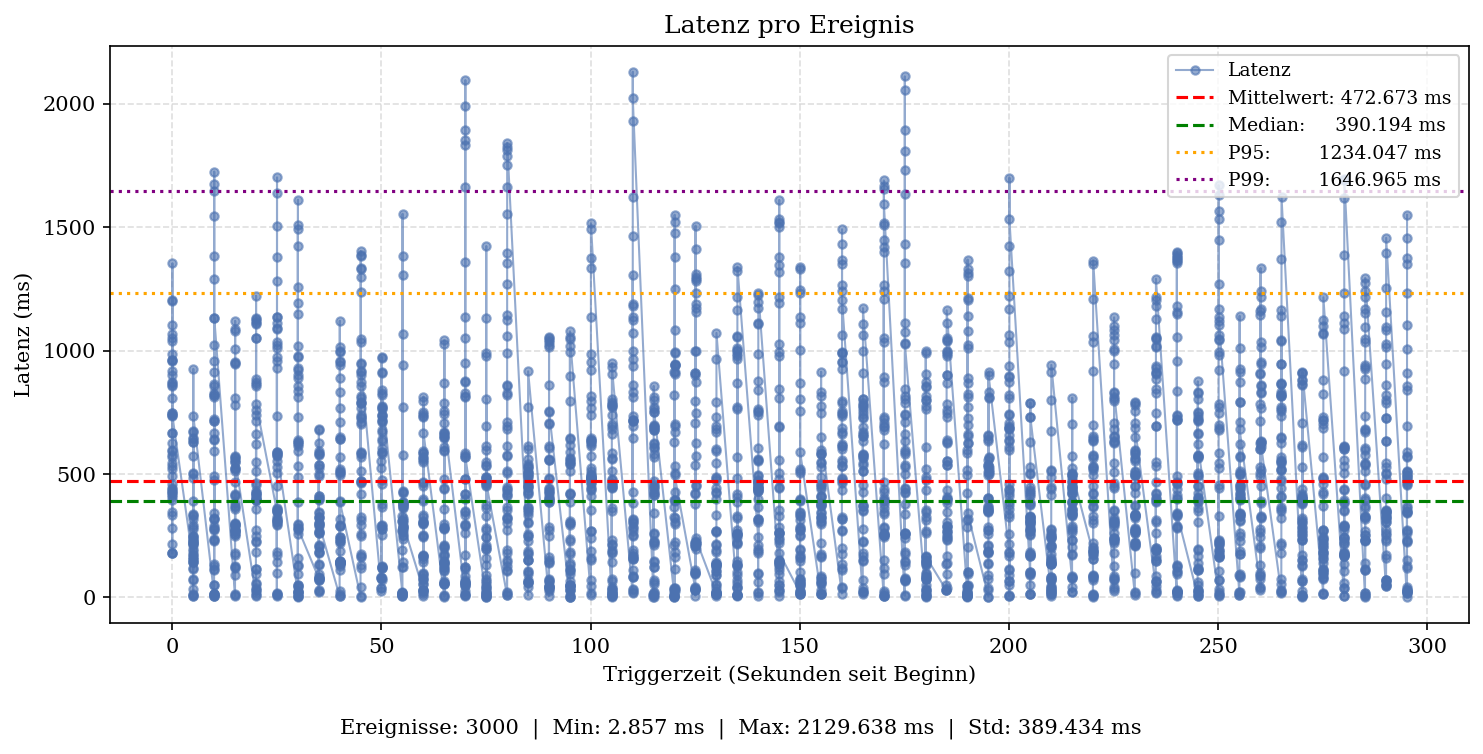 Latenz pro Ereignis
Latenz (ms)
2000
1500
1000
500
0
Latenz
Mittelwert: 472.673 ms
Median: 390.194 ms
P95: 1234.047 ms
P99: 1646.965 ms
0 50 100 150 200 250 300
Triggerzeit (Sekunden seit Beginn)
Ereignisse: 3000 | Min: 2.857 ms | Max: 2129.638 ms | Std: 389.434 ms